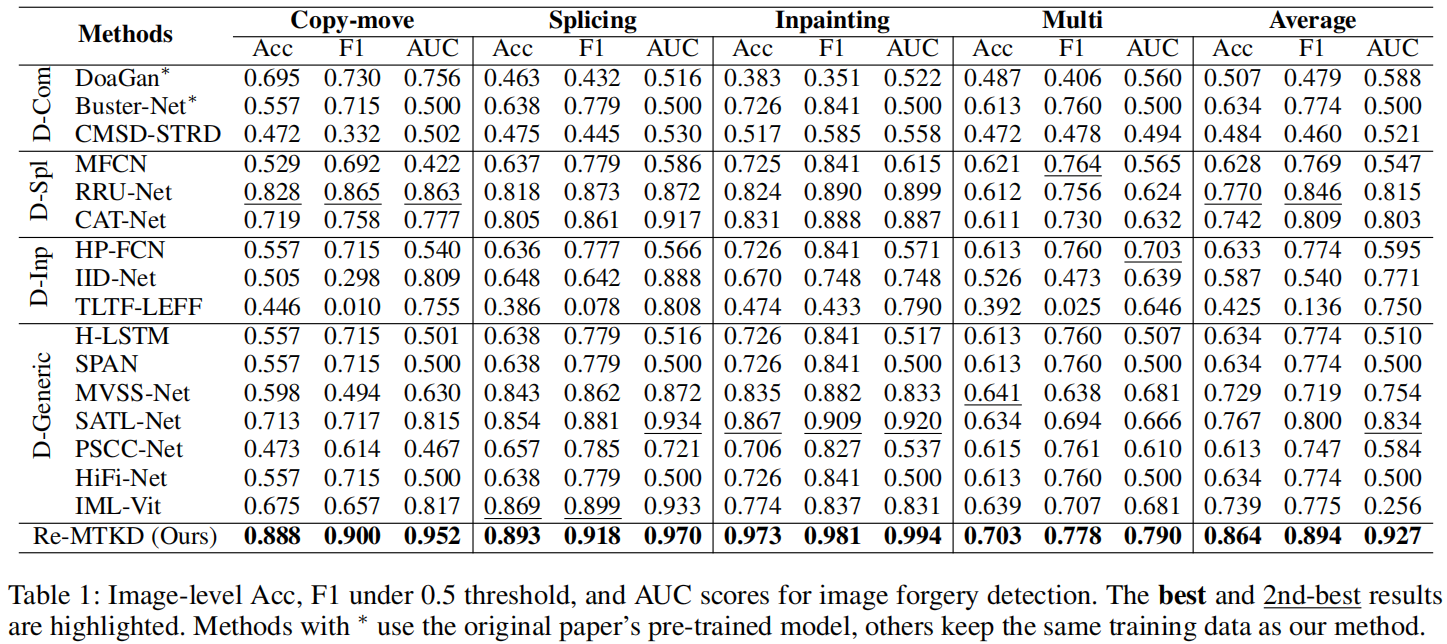 Methods Copy-move Splicing Inpainting Multi Average
Acc F1 AUC Acc F1 AUC Acc F1 AUC Acc F1 AUC Acc F1 AUC
D-Com
DoaGan* 0.695 0.730 0.756 0.463 0.432 0.516 0.383 0.351 0.522 0.487 0.406 0.560 0.507 0.479 0.588
Buster-Net* 0.557 0.715 0.500 0.638 0.779 0.500 0.726 0.841 0.500 0.613 0.760 0.500 0.634 0.774 0.500
CMSD-STRD 0.472 0.332 0.502 0.475 0.445 0.530 0.517 0.585 0.558 0.472 0.478 0.494 0.484 0.460 0.521
D-Spl
MFCN 0.529 0.692 0.422 0.637 0.779 0.586 0.725 0.841 0.615 0.621 0.764 0.565 0.628 0.769 0.547
RRU-Net 0.828 0.865 0.863 0.818 0.873 0.872 0.824 0.890 0.899 0.612 0.756 0.624 0.770 0.846 0.815
CAT-Net 0.719 0.758 0.777 0.805 0.861 0.917 0.831 0.888 0.887 0.611 0.730 0.632 0.742 0.809 0.803
D-Inp
HP-FCN 0.557 0.715 0.540 0.636 0.777 0.566 0.726 0.841 0.571 0.613 0.760 0.703 0.633 0.774 0.595
IID-Net 0.505 0.298 0.809 0.648 0.642 0.888 0.670 0.748 0.748 0.526 0.473 0.639 0.587 0.540 0.771
TLTF-LEFF 0.446 0.010 0.755 0.386 0.078 0.808 0.474 0.433 0.790 0.392 0.025 0.646 0.425 0.136 0.750
D-Generic
H-LSTM 0.557 0.715 0.501 0.638 0.779 0.516 0.726 0.841 0.517 0.613 0.760 0.507 0.634 0.774 0.510
SPAN 0.557 0.715 0.500 0.638 0.779 0.500 0.726 0.841 0.500 0.613 0.760 0.500 0.634 0.774 0.500
MVSS-Net 0.598 0.494 0.630 0.843 0.862 0.872 0.835 0.882 0.833 0.641 0.638 0.681 0.729 0.719 0.754
SATL-Net 0.713 0.717 0.815 0.854 0.881 0.934 0.867 0.909 0.920 0.634 0.694 0.666 0.767 0.800 0.834
PSCC-Net 0.473 0.614 0.467 0.657 0.785 0.721 0.706 0.827 0.537 0.615 0.761 0.610 0.613 0.747 0.584
HiFi-Net 0.557 0.715 0.500 0.638 0.779 0.500 0.726 0.841 0.500 0.613 0.760 0.500 0.634 0.774 0.500
IML-Vit 0.675 0.657 0.817 0.869 0.899 0.933 0.774 0.837 0.831 0.639 0.707 0.681 0.739 0.775 0.256
Re-MTKD (Ours) 0.888 0.900 0.952 0.893 0.918 0.970 0.973 0.981 0.994 0.703 0.778 0.790 0.864 0.894 0.927
Table 1: Image-level Acc, F1 under 0.5 threshold, and AUC scores for image forgery detection. The best and 2nd-best results
are highlighted. Methods with * use the original paper's pre-trained model, others keep the same training data as our method.